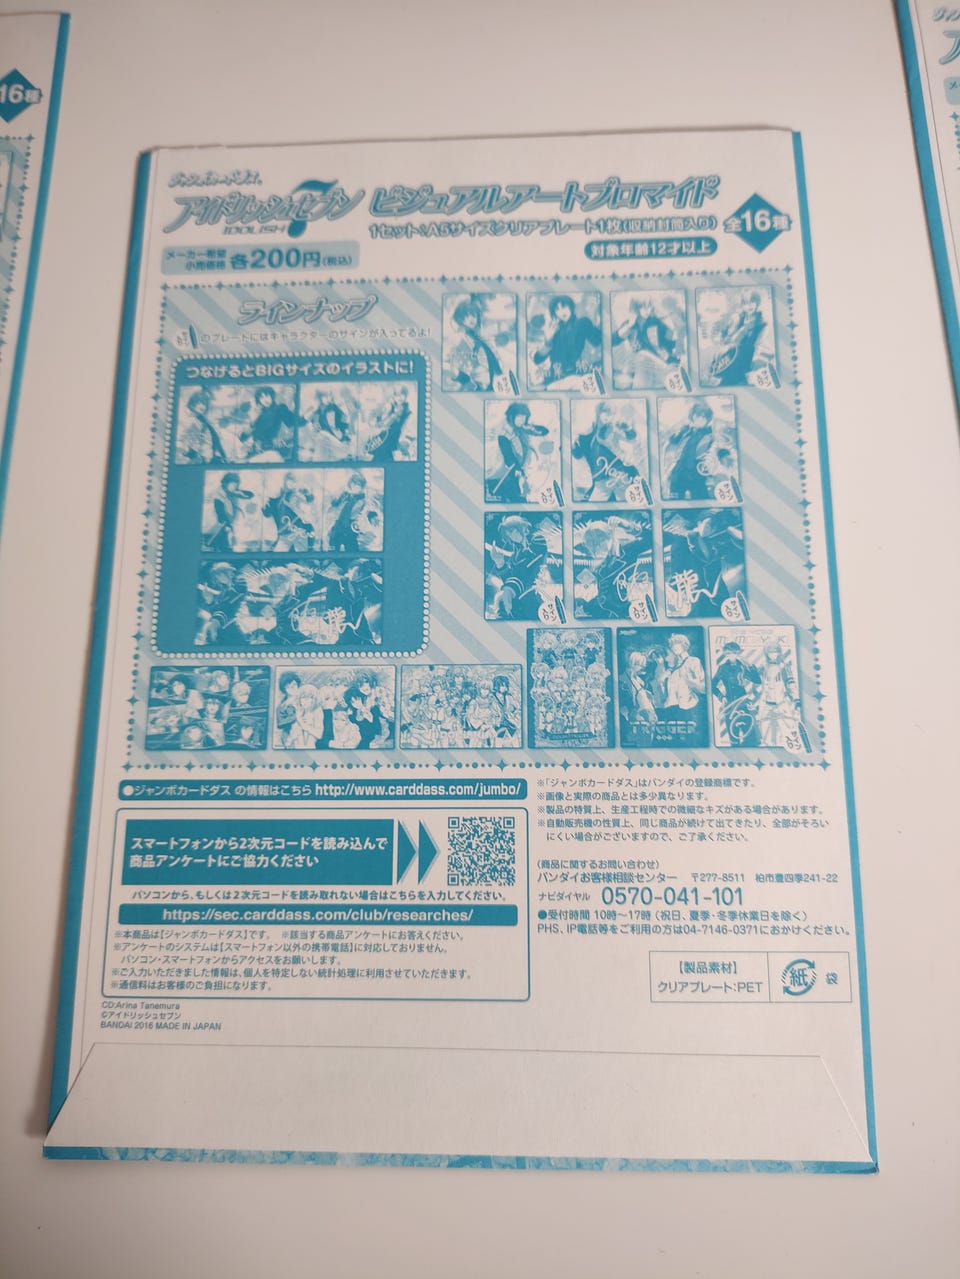 ジャンボカードダス
アイドリッシュセブン
IDOLiSH7
ビジュアルアートブロマイド
1セット:A5サイズクリアプレート1枚(収納封筒入り)
全16種
対象年齢12才以上
メーカー希望
小売価格 各200円(税込)
ラインナップ
のプレートにはキャラクターのサインが入ってるよ!
つなげるとBIGサイズのイラストに!
TRIGGER
●ジャンボカードダス の情報はこちら http://www.carddass.com/jumbo/
スマートフォンから2次元コードを読み込んで
商品アンケートにご協力ください
パソコンから、もしくは2次元コードを読み取れない場合はこちらを入力してください。
https://sec.carddass.com/club/researches/
※本商品は【ジャンボカードダス】です。 ※該当する商品アンケートにお答えください。
※アンケートのシステムは【スマートフォン以外の携帯電話】に対応しておりません。
パソコン・スマートフォンからアクセスをお願いします。
※ご入力いただきました情報は、個人を特定しない統計処理に利用させていただきます。
※通信料はお客様のご負担になります。
CD:Arina Tanemura
©アイドリッシュセブン
BANDAI 2016 MADE IN JAPAN
※「ジャンボカードダス」はバンダイの登録商標です。
※画像と実際の商品とは多少異なります。
※製品の特質上、生産工程時での微細なキズがある場合があります。
※自動販売機の性質上、同じ商品が続けて出てきたり、全部がそろい
にくい場合がございますので、ご了承ください。
(商品に関するお問い合わせ)
バンダイお客様相談センター 〒277-8511 柏市豊四季241-22
ナビダイヤル 0570-041-101
●受付時間 10時~17時 (祝日、夏季・冬季休業日を除く)
PHS、IP電話等をご利用の方は04-7146-0371におかけください。
【製品素材】
クリアプレート:PET
紙 袋
16種